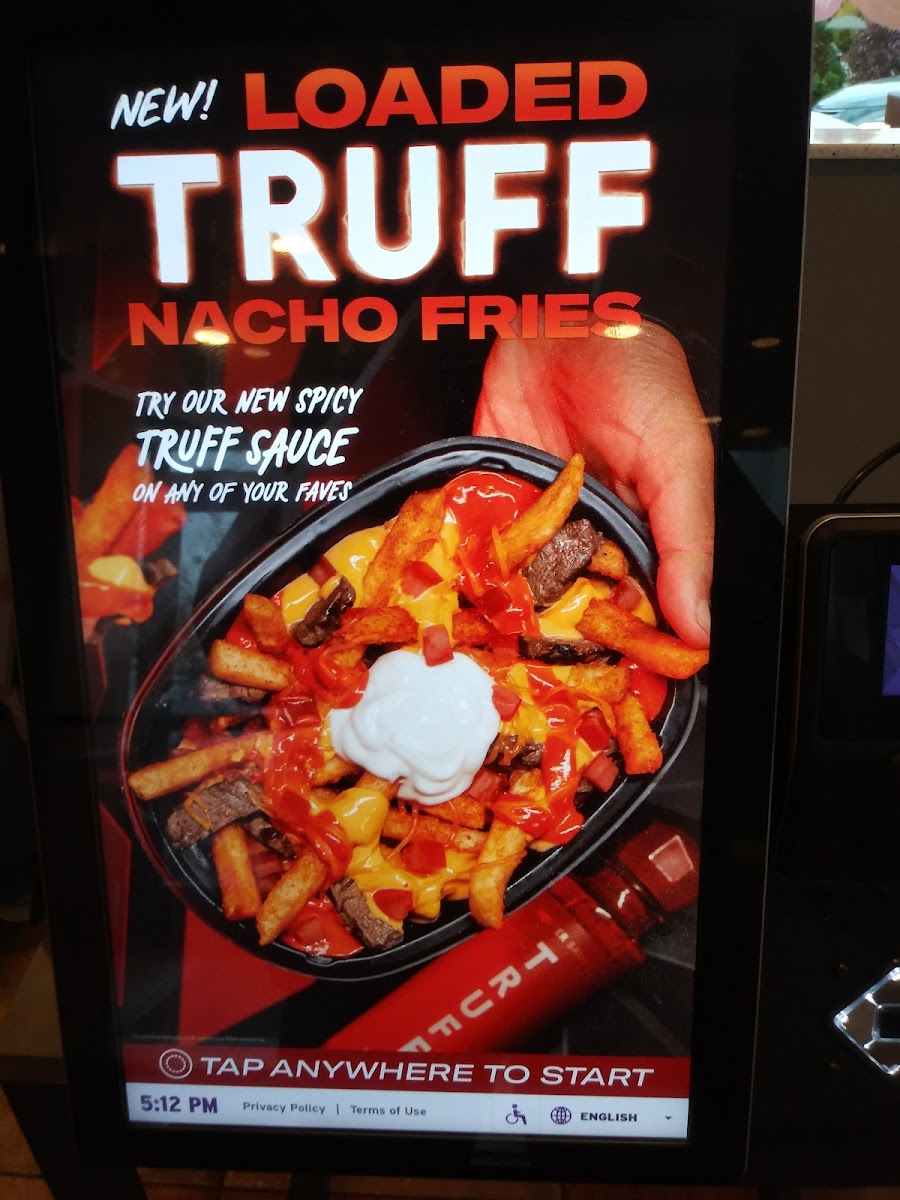 NEW! LOADED
TRUFF
NACHO FRIES
TRY OUR NEW SPICY
TRUFF SAUCE
ON ANY OF YOUR FAVES
TRUFF
TAP ANYWHERE TO START
5:12 PM Privacy Policy | Terms of Use ENGLISH